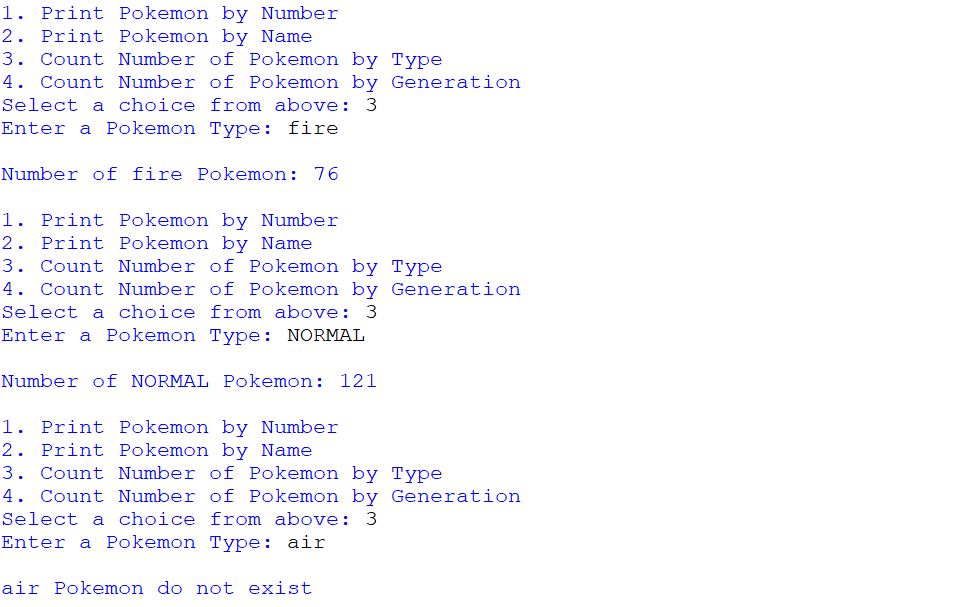 1. Print Pokemon by Number
2. Print Pokemon by Name
3. Count Number of Pokemon by Type
4. Count Number of Pokemon by Generation
Select a choice from above: 3
Enter a Pokemon Type: fire
Number of fire Pokemon: 76
1. Print Pokemon by Number
2. Print Pokemon by Name
3. Count Number of Pokemon by Type
4. Count Number of Pokemon by Generation
Select a choice from above: 3
Enter a Pokemon Type: NORMAL
Number of NORMAL Pokemon: 121
1. Print Pokemon by Number
2. Print Pokemon by Name
3. Count Number of Pokemon by Type
4. Count Number of Pokemon by Generation
Select a choice from above: 3
Enter a Pokemon Type: air
air Pokemon do not exist